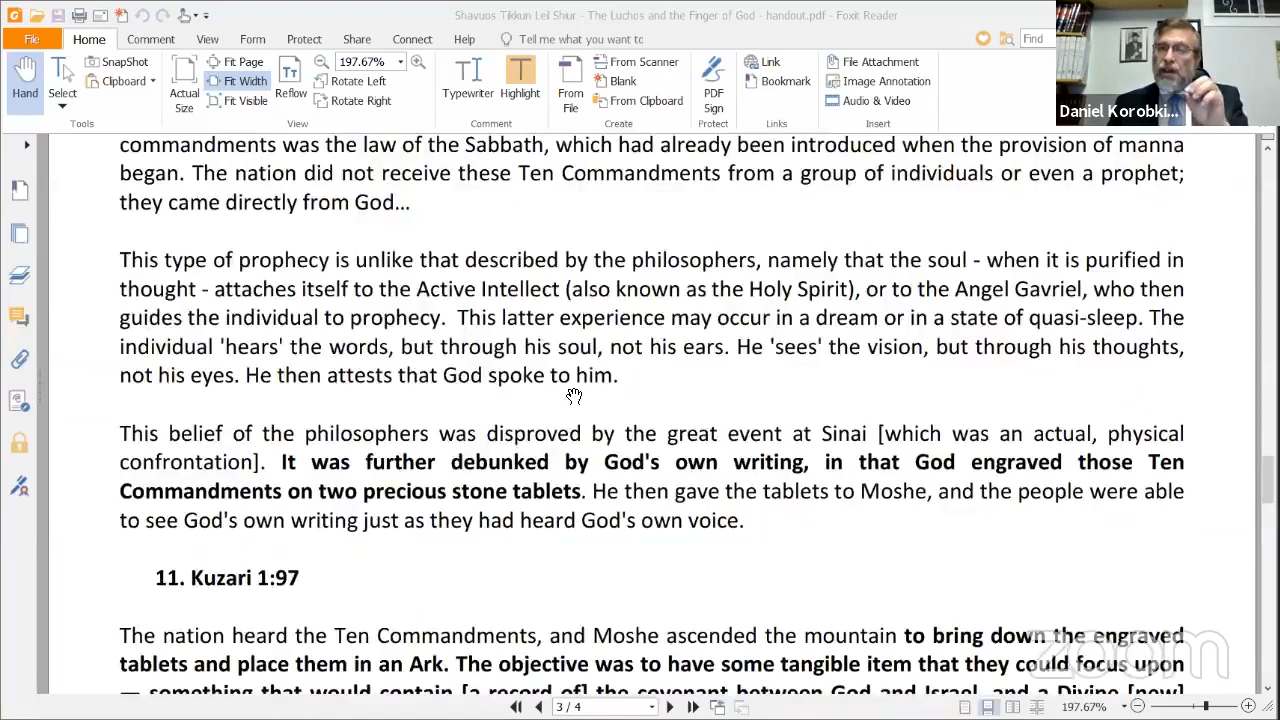 Shavuos Tikkun Leil Shiur - The Luchos and the Finger of God - handout.pdf - Foxit Reader
File Home Comment View Form Protect Share Connect Help Tell me what you want to Find
SnapShot Fit Page 197.67% From Scanner Link File Attachment
Clipboard Fit Width Rotate Left Blank Bookmark Image Annotation
Hand Select Actual Size Fit Visible Reflow Rotate Right Typewriter Highlight From File From Clipboard PDF Sign Audio & Video
Tools View Comment Create Protect Links Insert
Daniel Korobki...
commandments was the law of the Sabbath, which had already been introduced when the provision of manna
began. The nation did not receive these Ten Commandments from a group of individuals or even a prophet;
they came directly from God...
This type of prophecy is unlike that described by the philosophers, namely that the soul - when it is purified in
thought - attaches itself to the Active Intellect (also known as the Holy Spirit), or to the Angel Gavriel, who then
guides the individual to prophecy. This latter experience may occur in a dream or in a state of quasi-sleep. The
individual 'hears' the words, but through his soul, not his ears. He 'sees' the vision, but through his thoughts,
not his eyes. He then attests that God spoke to him.
This belief of the philosophers was disproved by the great event at Sinai [which was an actual, physical
confrontation]. It was further debunked by God's own writing, in that God engraved those Ten
Commandments on two precious stone tablets. He then gave the tablets to Moshe, and the people were able
to see God's own writing just as they had heard God's own voice.
11. Kuzari 1:97
The nation heard the Ten Commandments, and Moshe ascended the mountain to bring down the engraved
tablets and place them in an Ark. The objective was to have some tangible item that they could focus upon
— something that would contain [a record of] the covenant between God and Israel, and a Divine [new]
zoom
3 / 4 197.67%